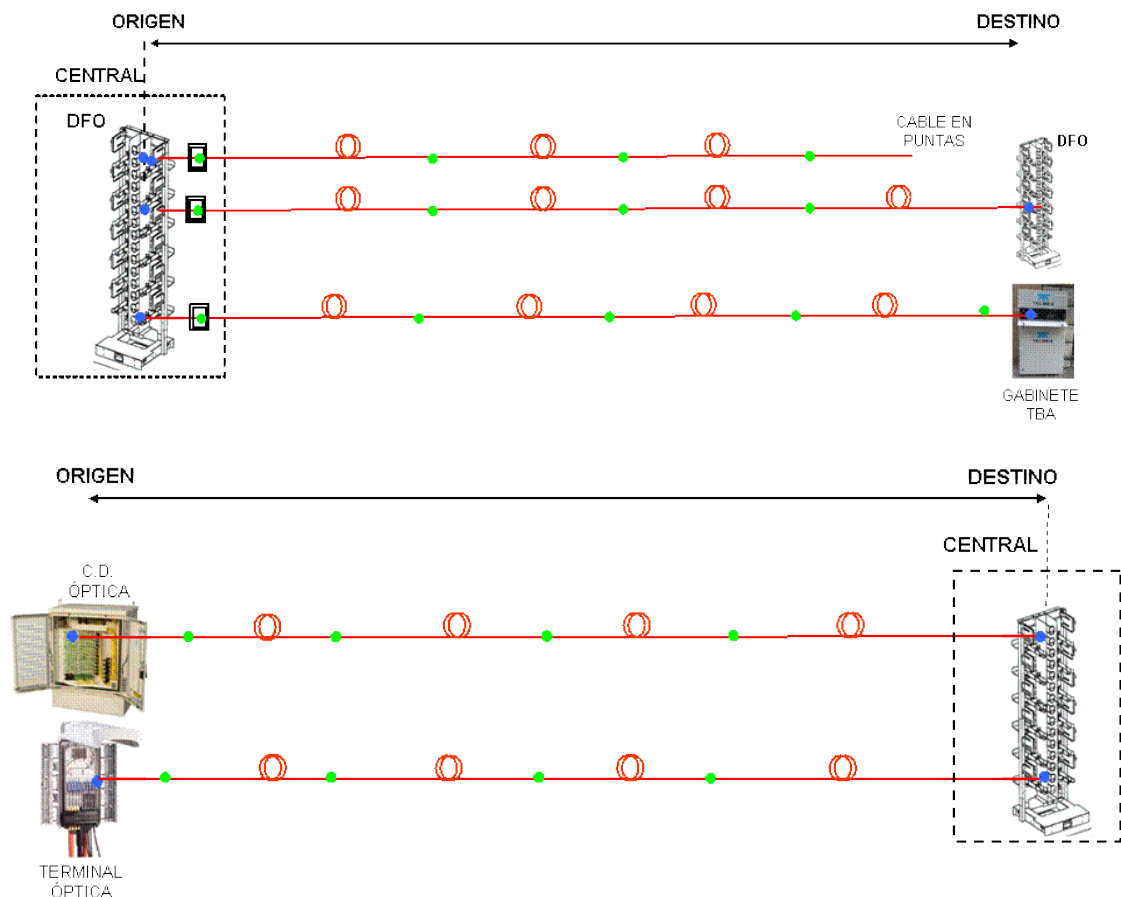 ORIGEN
DESTINO
CENTRAL
DFO
CABLE EN
PUNTAS
DFO
GABINETE
TBA
ORIGEN
DESTINO
CENTRAL
C.D.
ÓPTICA
TERMINAL
ÓPTICA